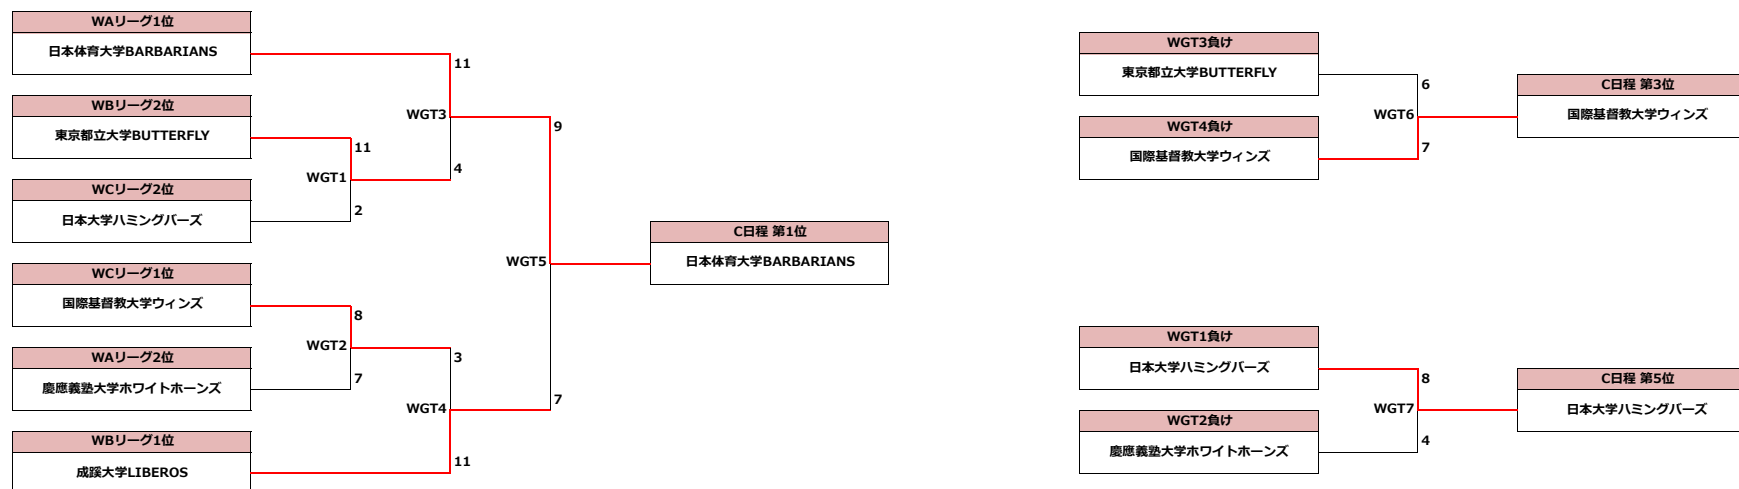 WAリーグ1位
日本体育大学BARBARIANS
11
WBリーグ2位
WGT3
9
東京都立大学BUTTERFLY
11
4
WGT1
WCリーグ2位
2
日本大学ハミングバーズ
C日程 第1位
WGT5
日本体育大学BARBARIANS
WCリーグ1位
国際基督教大学ウィンズ
8
WGT2
3
WAリーグ2位
7
慶應義塾大学ホワイトホーンズ
7
WGT4
WBリーグ1位
11
成蹊大学LIBEROS
WGT3負け
東京都立大学BUTTERFLY
6
C日程 第3位
WGT6
国際基督教大学ウィンズ
WGT4負け
7
国際基督教大学ウィンズ
WGT1負け
日本大学ハミングバーズ
8
C日程 第5位
WGT7
日本大学ハミングバーズ
WGT2負け
4
慶應義塾大学ホワイトホーンズ